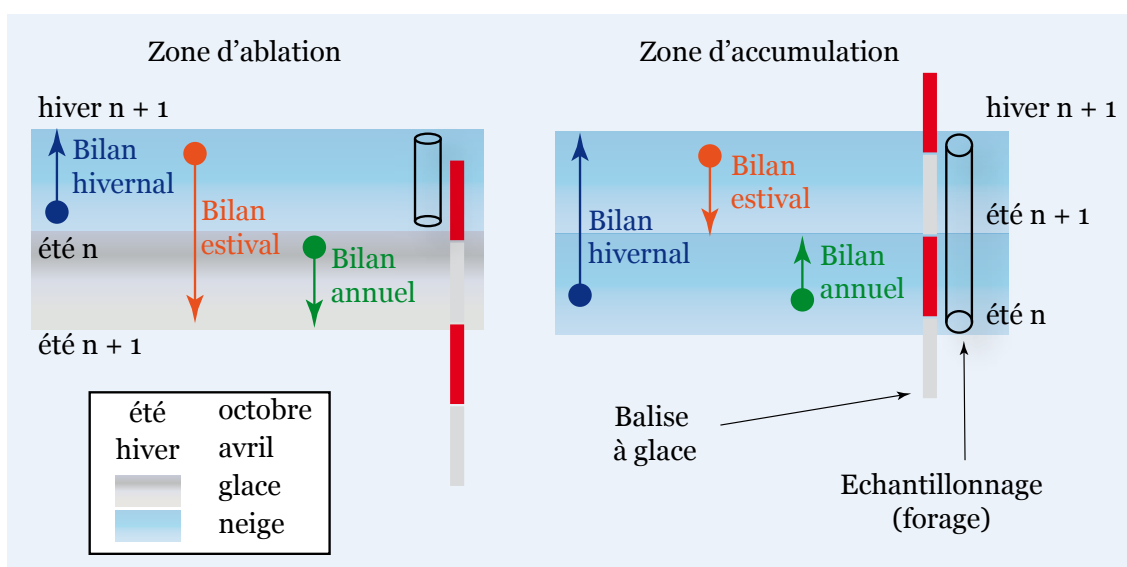 Zone d'ablation
hiver n + 1
Bilan
hivernal
Bilan
estival
été n
Bilan
annuel
été n + 1
été octobre
hiver avril
glace
neige
Zone d'accumulation
hiver n + 1
Bilan
estival
Bilan
hivernal
été n + 1
Bilan
annuel
été n
Balise
à glace
Echantillonnage
(forage)